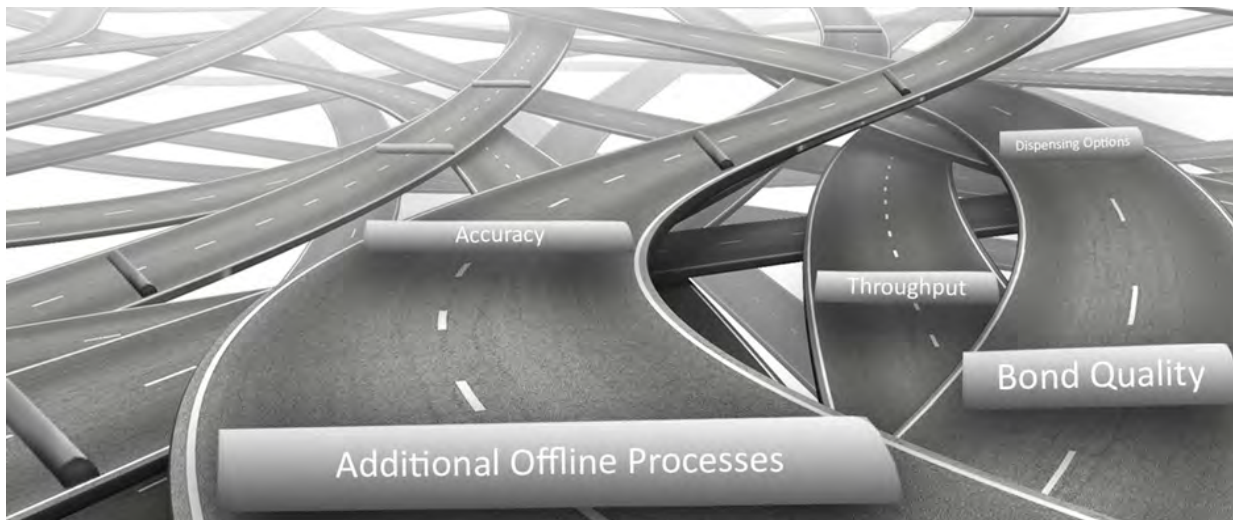 Dispensing Options
Accuracy
Throughput
Bond Quality
Additional Offline Processes